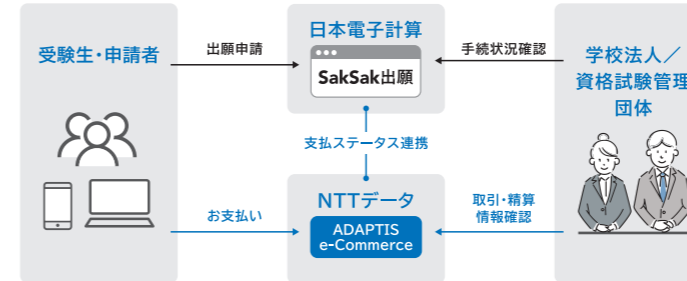 受験生・申請者
出願申請
日本電子計算
SakSak出願
手続状況確認
学校法人／
資格試験管理
団体
支払ステータス連携
お支払い
NTTデータ
ADAPTIS
e-Commerce
取引・精算
情報確認